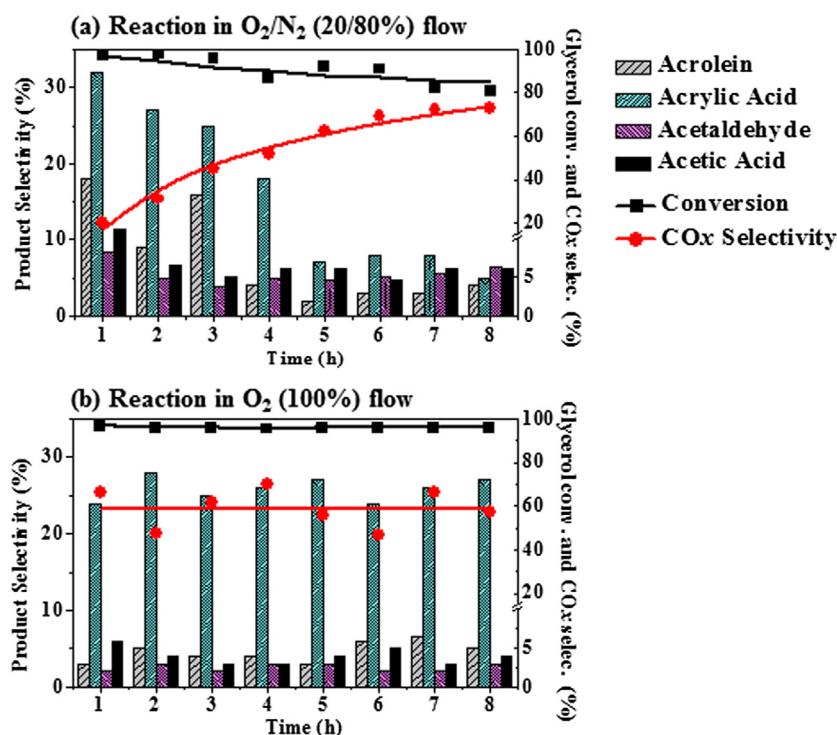 (a) Reaction in O₂/N₂ (20/80%) flow
Product Selectivity (%)
30
20
10
0
100
80
60
40
20
5
0
Glycerol conv. and COx selec. (%)
1 2 3 4 5 6 7 8
Time (h)
Acrolein
Acrylic Acid
Acetaldehyde
Acetic Acid
Conversion
COx Selectivity
(b) Reaction in O₂ (100%) flow
Product Selectivity (%)
30
20
10
0
100
80
60
40
20
5
0
Glycerol conv. and COx selec. (%)
1 2 3 4 5 6 7 8
Time (h)